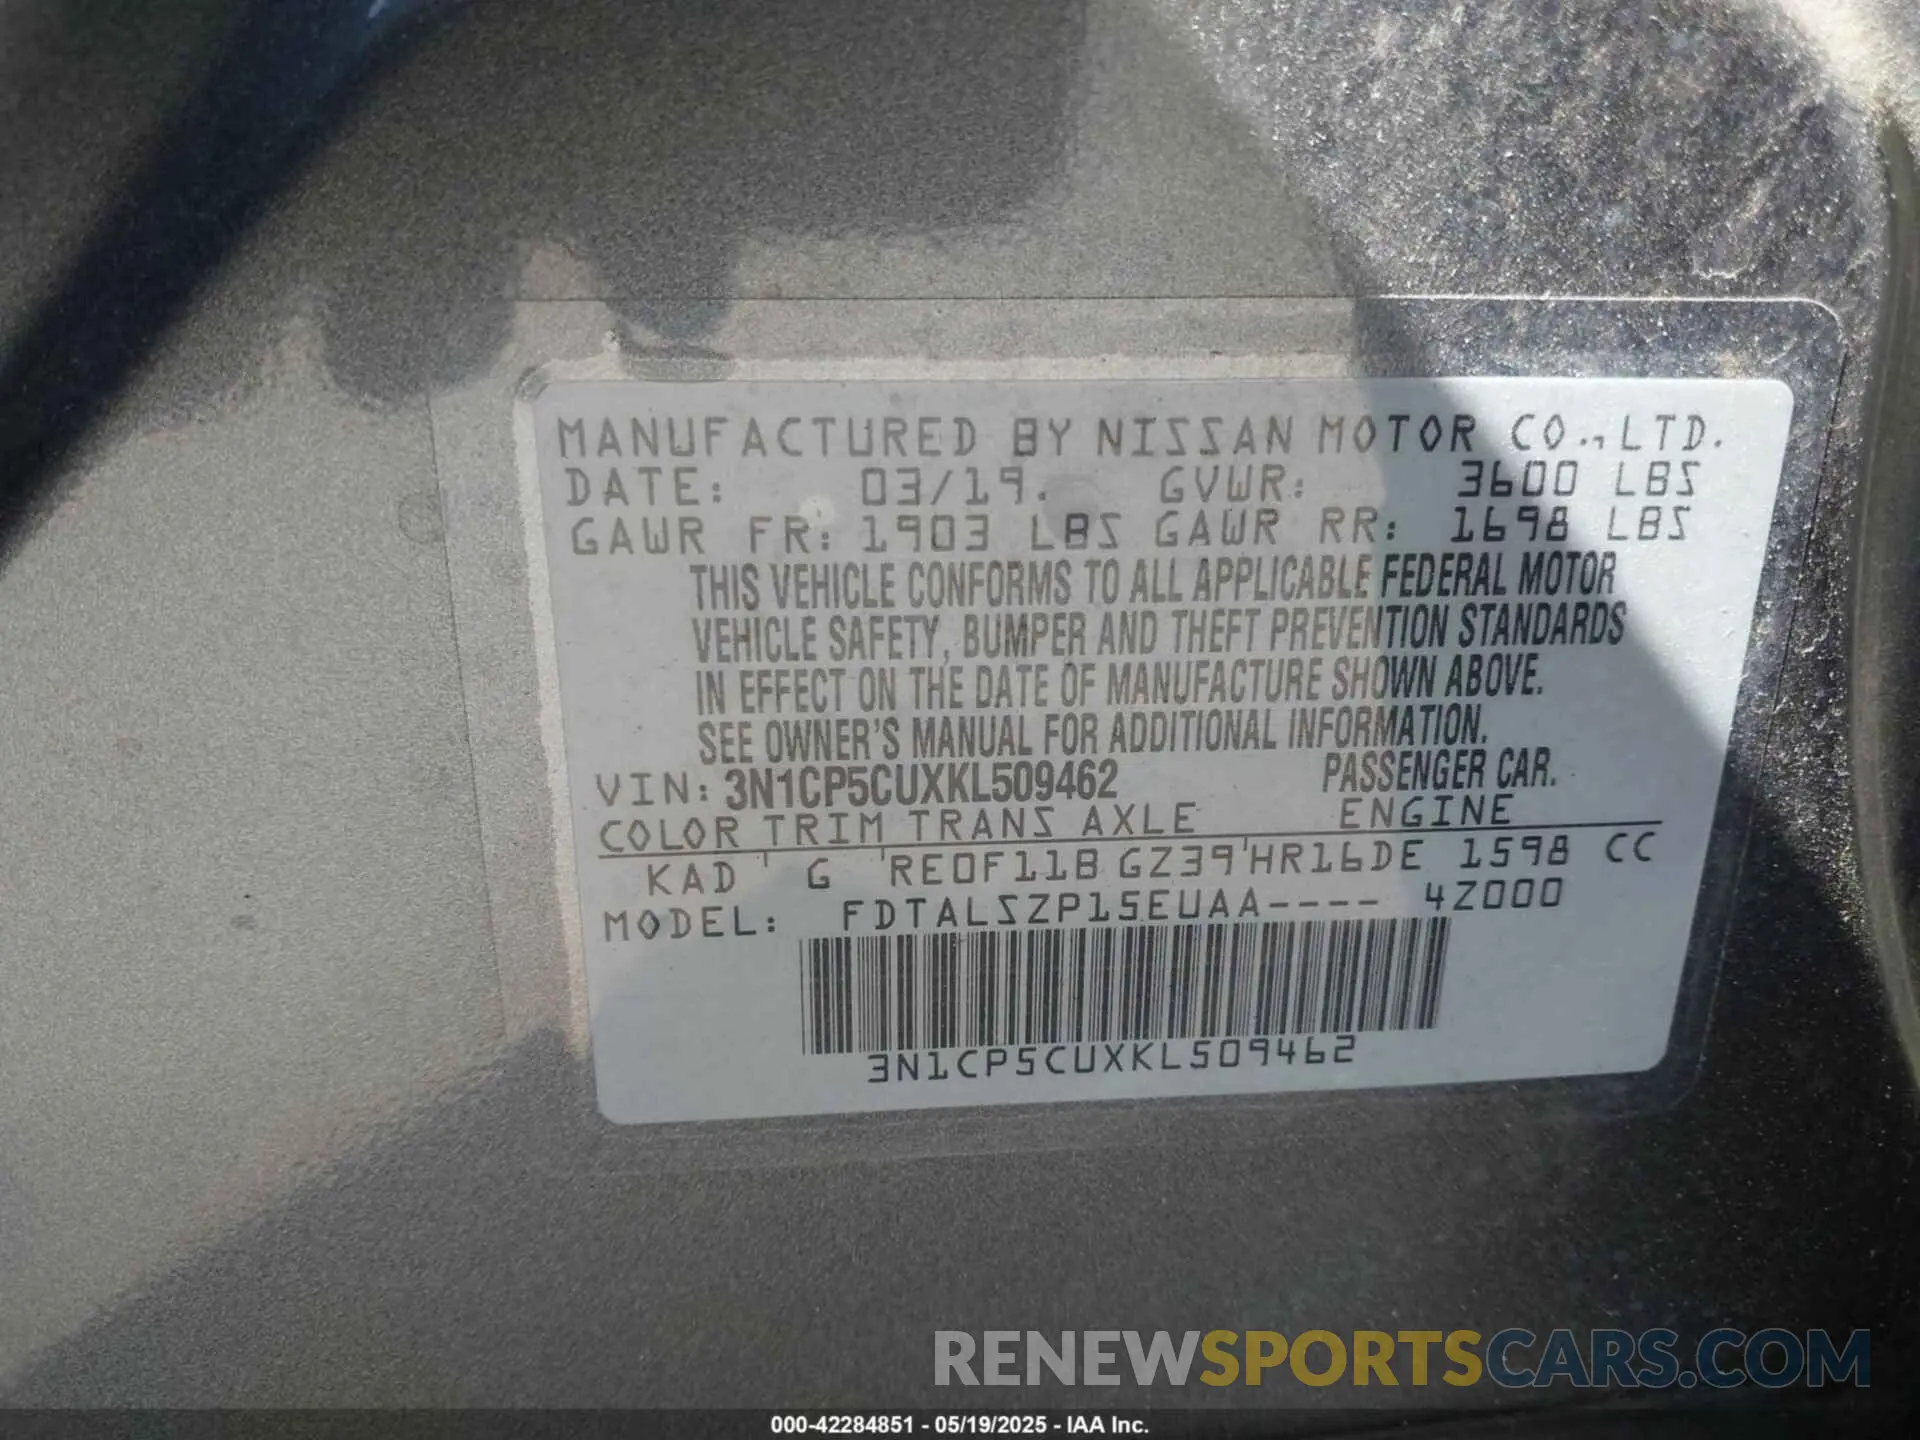 MANUFACTURED BY NISSAN MOTOR CO., LTD.
DATE: 03/19. GVWR: 3600 LBS
GAWR FR: 1903 LBS GAWR RR: 1698 LBS
THIS VEHICLE CONFORMS TO ALL APPLICABLE FEDERAL MOTOR
VEHICLE SAFETY, BUMPER AND THEFT PREVENTION STANDARDS
IN EFFECT ON THE DATE OF MANUFACTURE SHOWN ABOVE.
SEE OWNER'S MANUAL FOR ADDITIONAL INFORMATION.
VIN: 3N1CP5CUXKL509462 PASSENGER CAR.
COLOR TRIM TRANS AXLE ENGINE
KAD ' G ' RE0F11B GZ39'HR16DE 1598 CC
MODEL: FDTALSZP15EUAA---- 4Z000
3N1CP5CUXKL509462
RENEWSPORTSCARS.COM
000-42284851 - 05/19/2025 - IAA Inc.